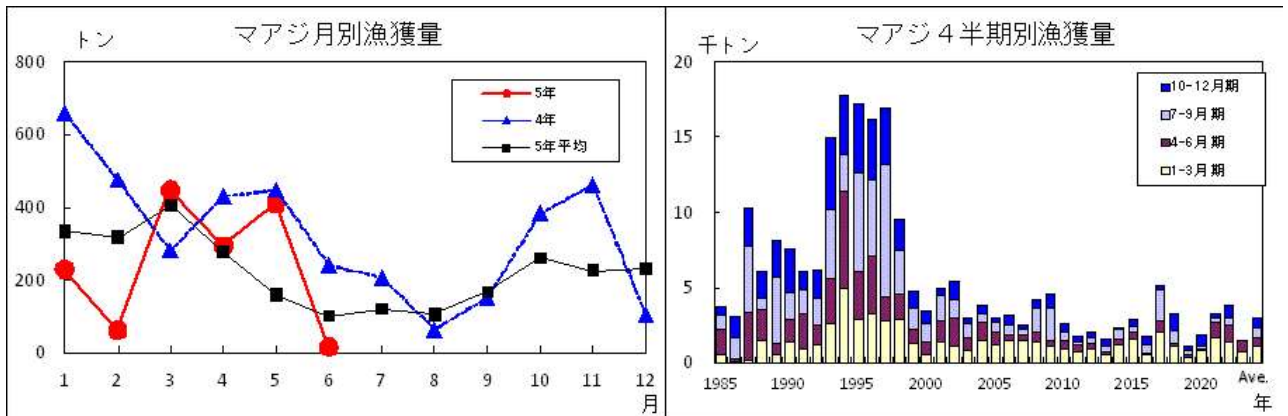 マアジ月別漁獲量
トン
800
600
400
200
0
5年
4年
5年平均
1 2 3 4 5 6 7 8 9 10 11 12
月
マアジ4半期別漁獲量
千トン
20
15
10
5
0
10-12月期
7-9月期
4-6月期
1-3月期
1985 1990 1995 2000 2005 2010 2015 2020 Ave.
年